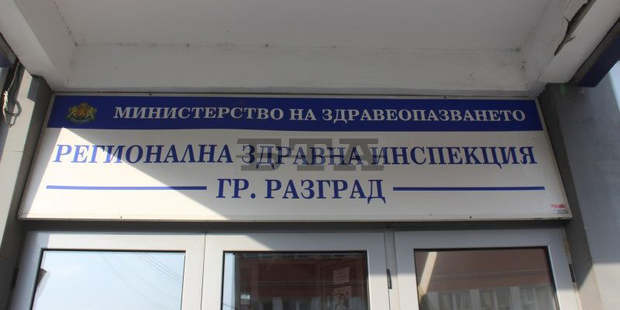 МИНИСТЕРСТВО НА ЗДРАВЕОПАЗВАНЕТО
РЕГИОНАЛНА ЗДРАВНА ИНСПЕКЦИЯ
ГР. РАЗГРАД